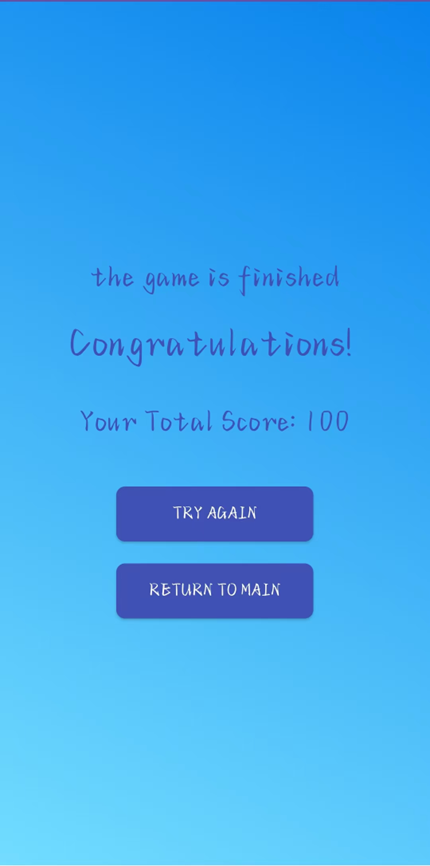 the game is finished
Congratulations!
Your Total Score: 100
TRY AGAIN
RETURN TO MAIN